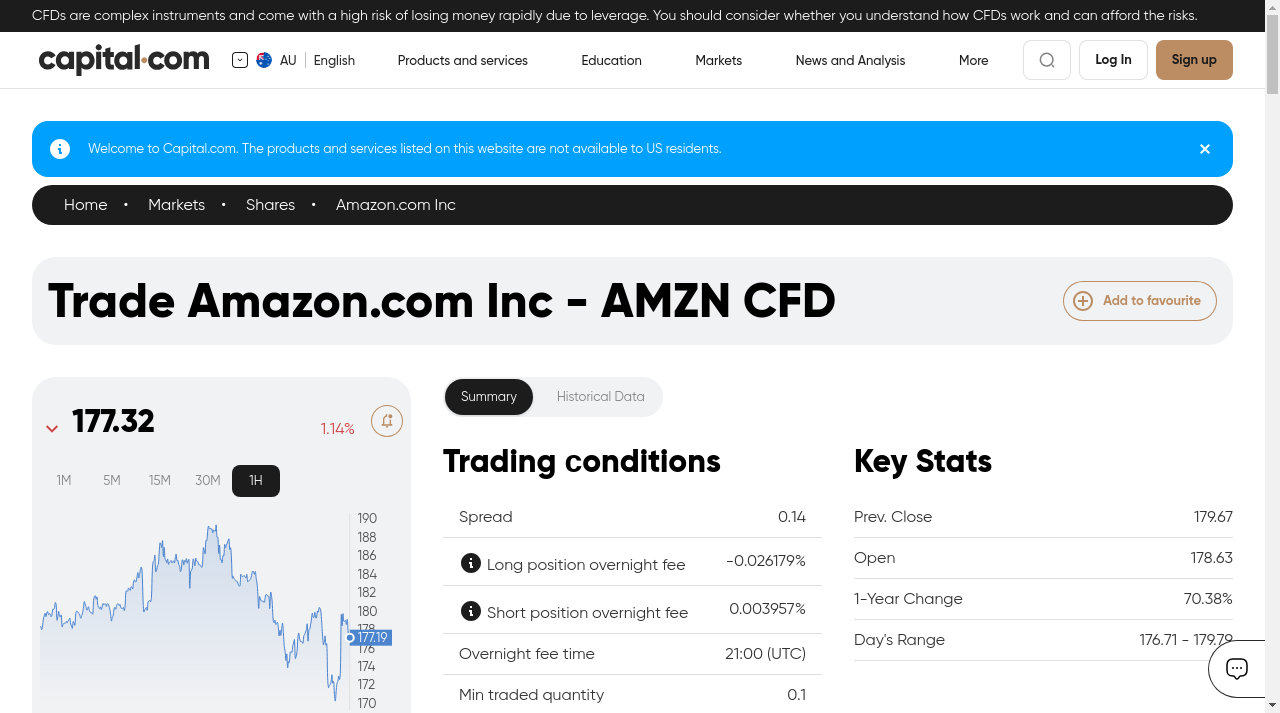 CFDs are complex instruments and come with a high risk of losing money rapidly due to leverage. You should consider whether you understand how CFDs work and can afford the risks.
capital.com AU English Products and services Education Markets News and Analysis More Log In Sign up
Welcome to Capital.com. The products and services listed on this website are not available to US residents.
Home • Markets • Shares • Amazon.com Inc
Trade Amazon.com Inc - AMZN CFD
Add to favourite
177.32
1.14%
1M 5M 15M 30M 1H
190
188
186
184
182
180
178
177.19
176
174
172
170
Summary Historical Data
Trading conditions
Spread 0.14
Long position overnight fee -0.026179%
Short position overnight fee 0.003957%
Overnight fee time 21:00 (UTC)
Min traded quantity 0.1
Key Stats
Prev. Close 179.67
Open 178.63
1-Year Change 70.38%
Day's Range 176.71 - 179.79